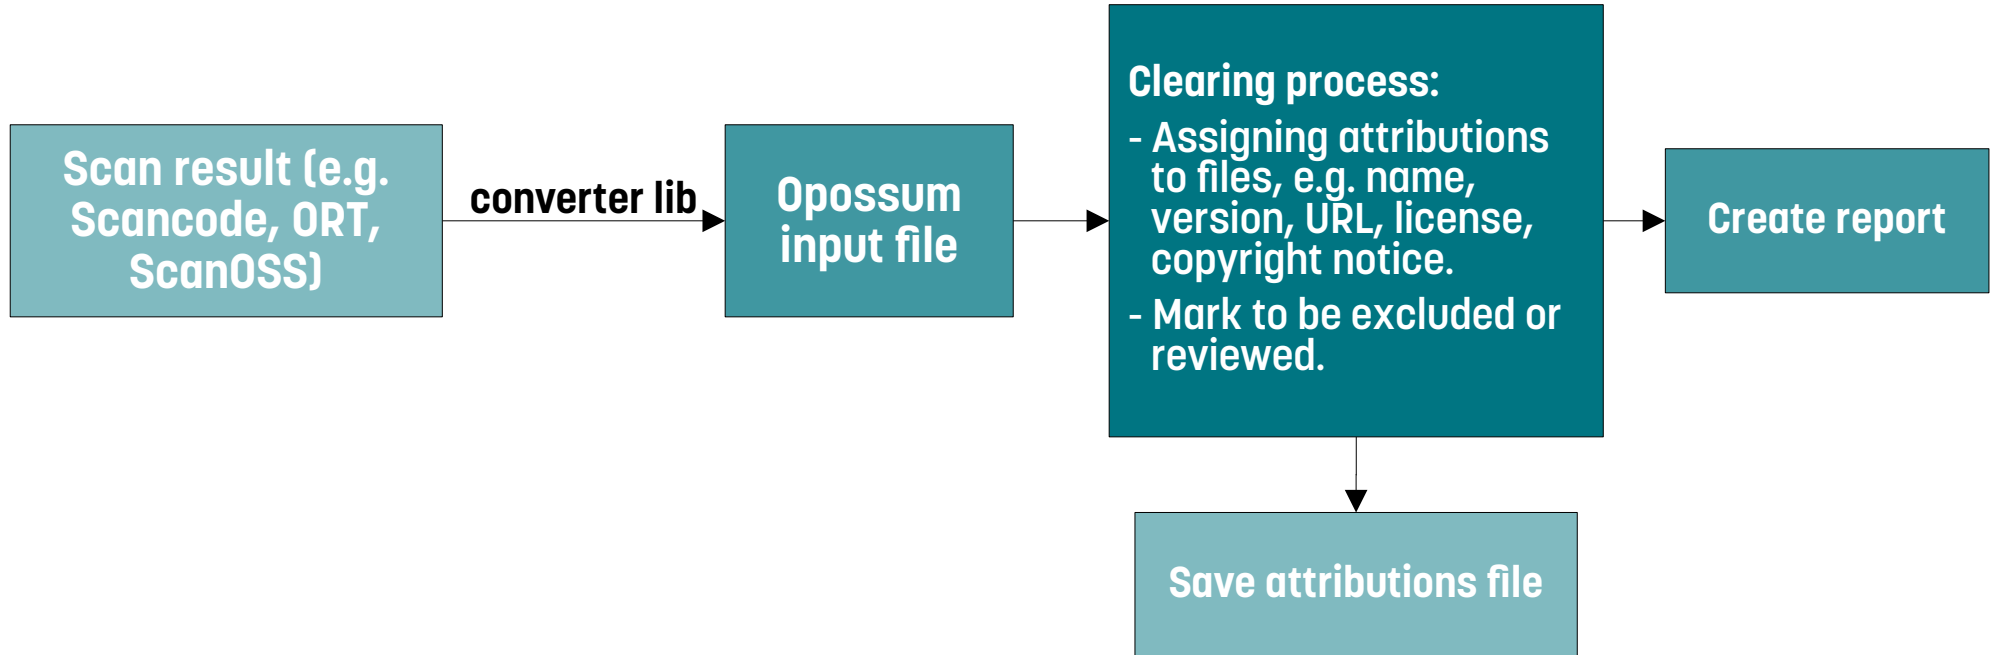 Scan result (e.g.
Scancode, ORT,
ScanOSS)
converter lib
Opossum
input file
Clearing process:
- Assigning attributions
to files, e.g. name,
version, URL, license,
copyright notice.
- Mark to be excluded or
reviewed.
Create report
Save attributions file